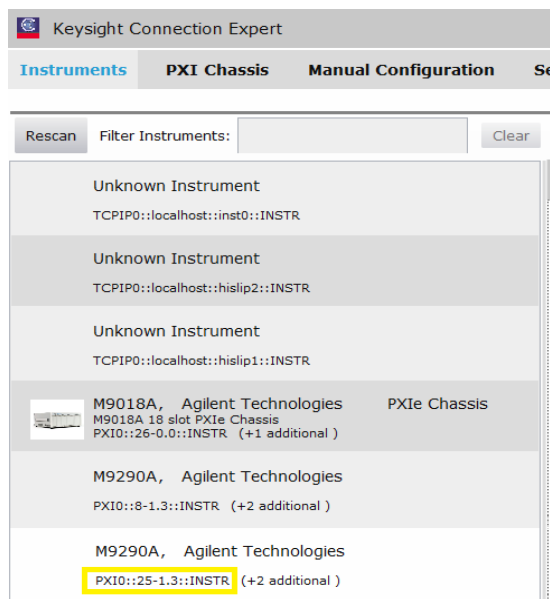 Keysight Connection Expert
Instruments PXI Chassis Manual Configuration Se
Rescan Filter Instruments: Clear
Unknown Instrument
TCPIP0::localhost::inst0::INSTR
Unknown Instrument
TCPIP0::localhost::hislip2::INSTR
Unknown Instrument
TCPIP0::localhost::hislip1::INSTR
M9018A, Agilent Technologies PXIe Chassis
M9018A 18 slot PXIe Chassis
PXI0::26-0.0::INSTR (+1 additional )
M9290A, Agilent Technologies
PXI0::8-1.3::INSTR (+2 additional )
M9290A, Agilent Technologies
PXI0::25-1.3::INSTR (+2 additional )